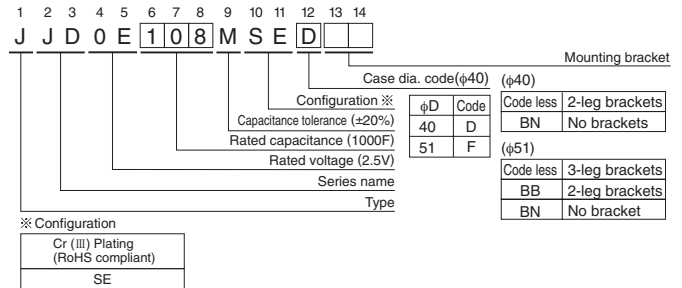 1 2 3 4 5 6 7 8 9 10 11 12 13 14
J J D 0 E 1 0 8 M S E D
Mounting bracket
Case dia. code(ϕ40)
Configuration ※
Capacitance tolerance (±20%)
Rated capacitance (1000F)
Rated voltage (2.5V)
Series name
Type
ϕD Code
40 D
51 F
(ϕ40)
Code less 2-leg brackets
BN No brackets
(ϕ51)
Code less 3-leg brackets
BB 2-leg brackets
BN No bracket
※ Configuration
Cr (Ⅲ) Plating
(RoHS compliant)
SE